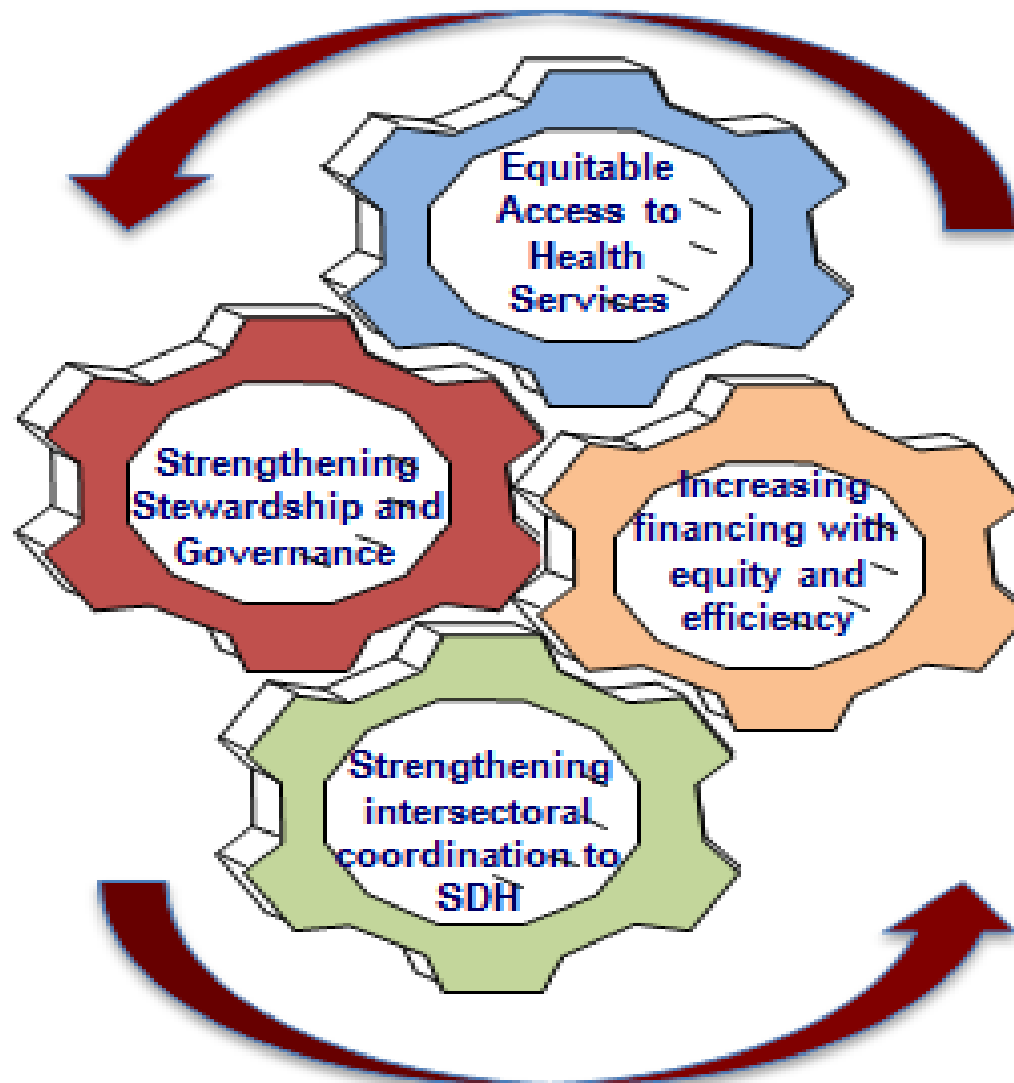 Equitable
Access to
Health
Services
Strengthening
Stewardship and
Governance
Increasing
financing with
equity and
efficiency
Strengthening
intersectoral
coordination to
SDH